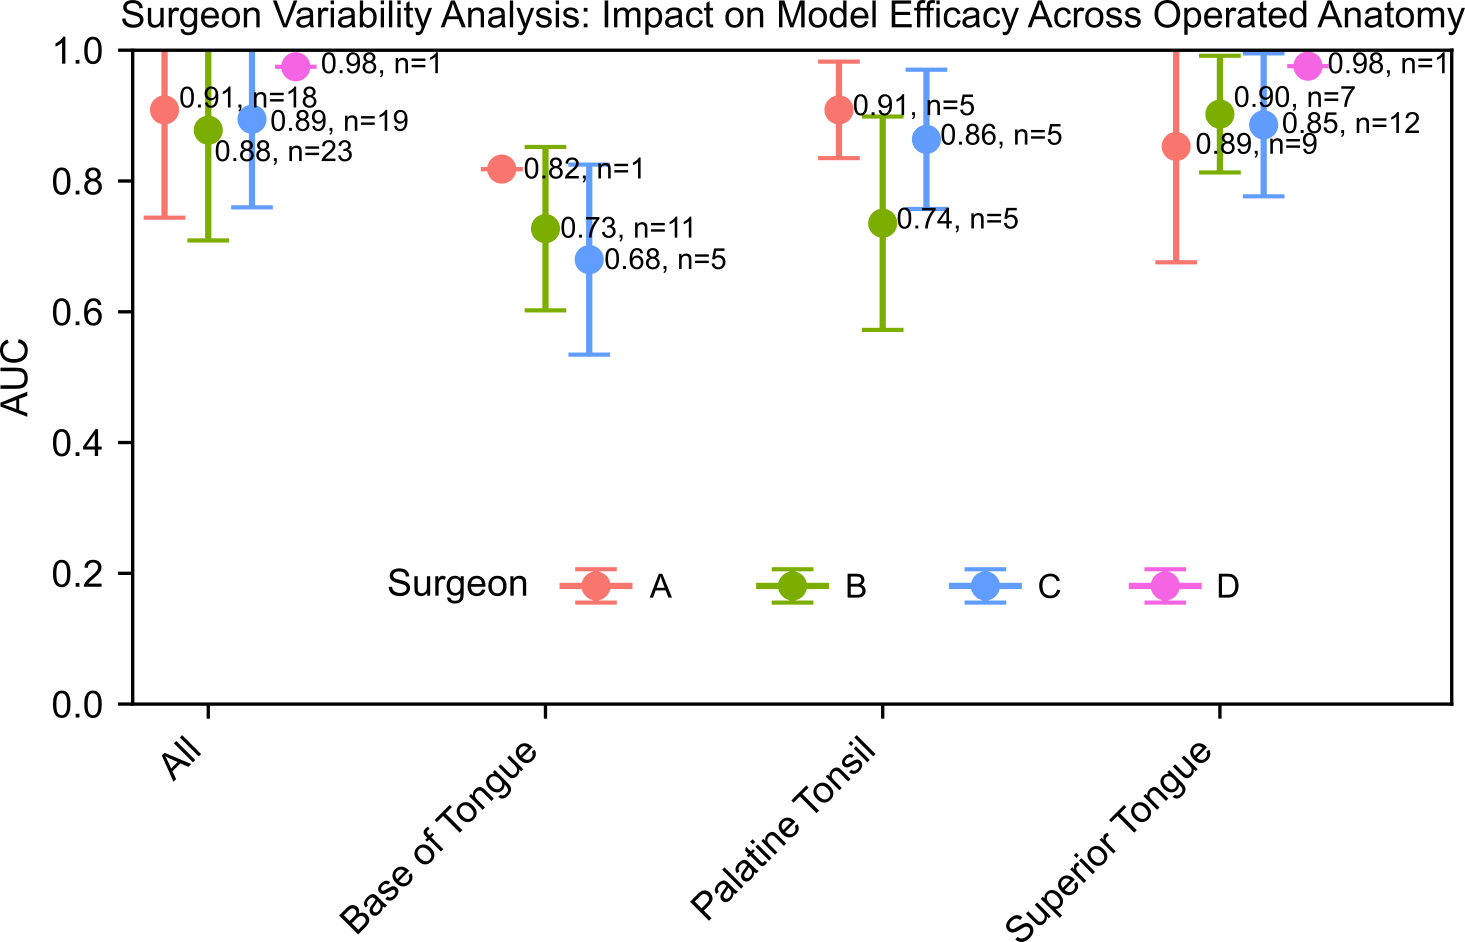 Surgeon Variability Analysis: Impact on Model Efficacy Across Operated Anatomy
AUC
1.0
0.8
0.6
0.4
0.2
0.0
0.91, n=18
0.88, n=23
0.89, n=19
0.98, n=1
0.82, n=1
0.73, n=11
0.68, n=5
0.91, n=5
0.74, n=5
0.86, n=5
0.89, n=9
0.90, n=7
0.85, n=12
0.98, n=1
Surgeon A B C D
All
Base of Tongue
Palatine Tonsil
Superior Tongue